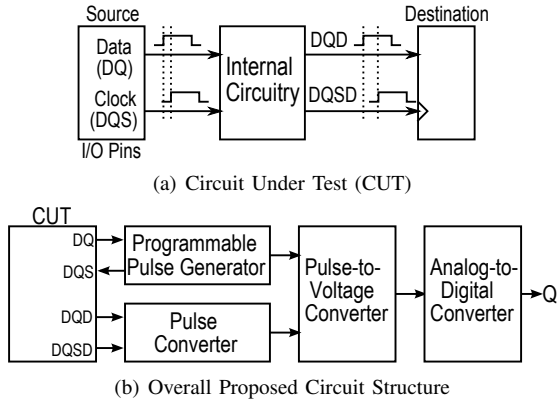 Source
Destination
Data
(DQ)
Clock
(DQS)
I/O Pins
Internal
Circuitry
DQD
DQSD
(a) Circuit Under Test (CUT)
CUT
DQ
DQS
DQD
DQSD
Programmable
Pulse Generator
Pulse
Converter
Pulse-to-
Voltage
Converter
Analog-to-
Digital
Converter
Q
(b) Overall Proposed Circuit Structure